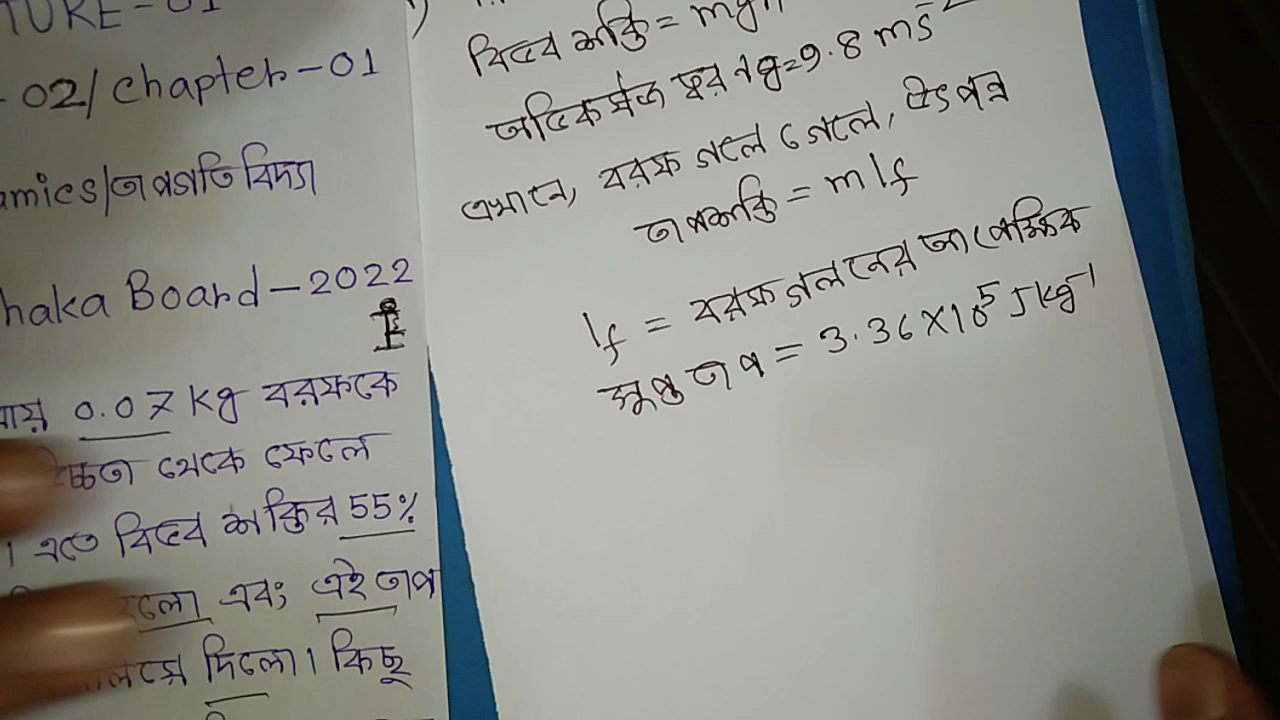 TURE-01
02/Chapter-01
amics/তাপগতি বিদ্যা
haka Board-2022
0.07 kg বরফকে
থেকে ফেলে
। এতে বিভব শক্তির 55%
হলো এবং এই তাপ
দিলো। কিছু
বিভব শক্তি = mgh
অভিকর্ষজ ত্বরণ g=9.8 ms⁻²
এখানে, বরফ গলে গেলে, উৎপন্ন
তাপশক্তি = mlf
lf = বরফ গলনের আপেক্ষিক
সুপ্ততাপ = 3.36×10⁵ Jkg⁻¹